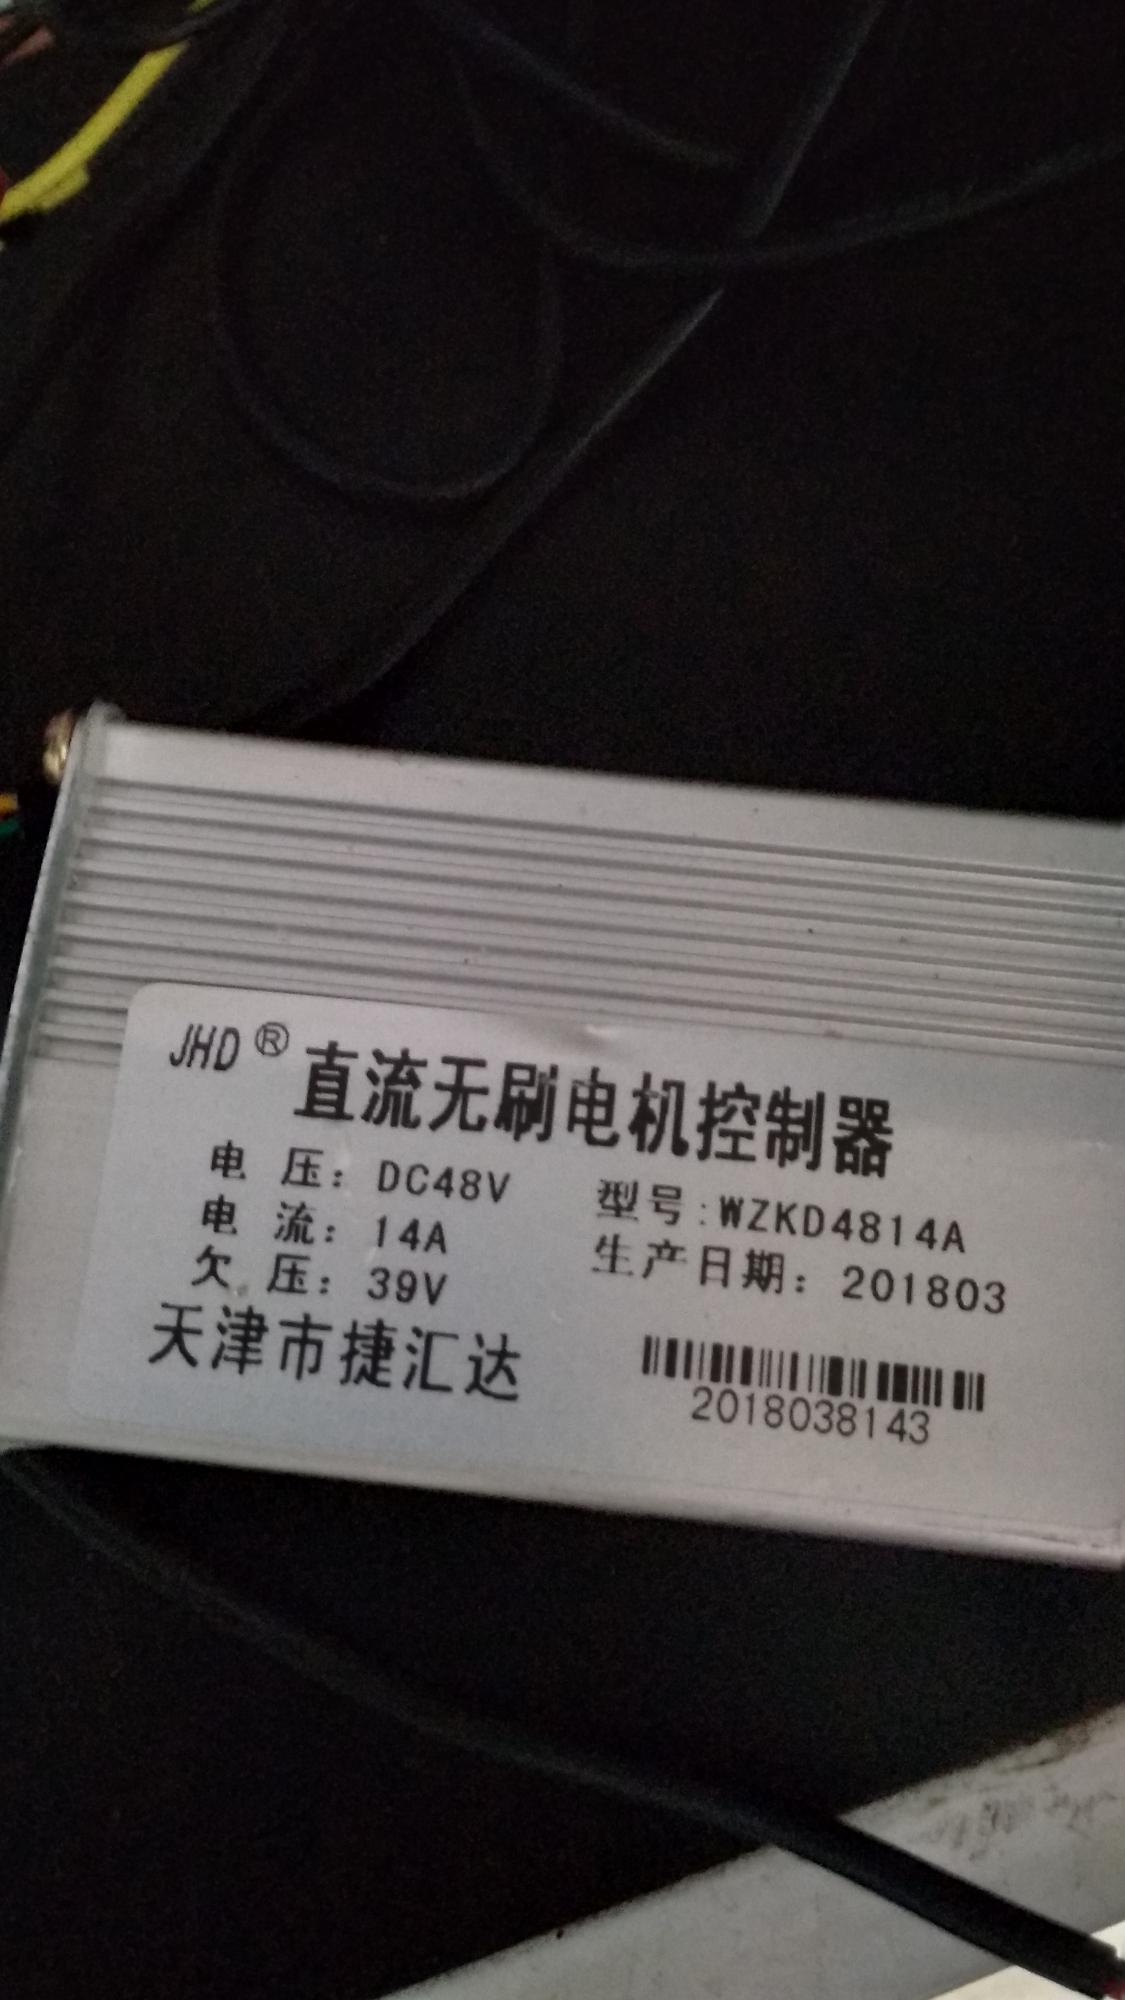 JHD® 直流无刷电机控制器
电 压：DC48V 型号:WZKD4814A
电 流：14A 生产日期：201803
欠 压：39V
天津市捷汇达
2018038143